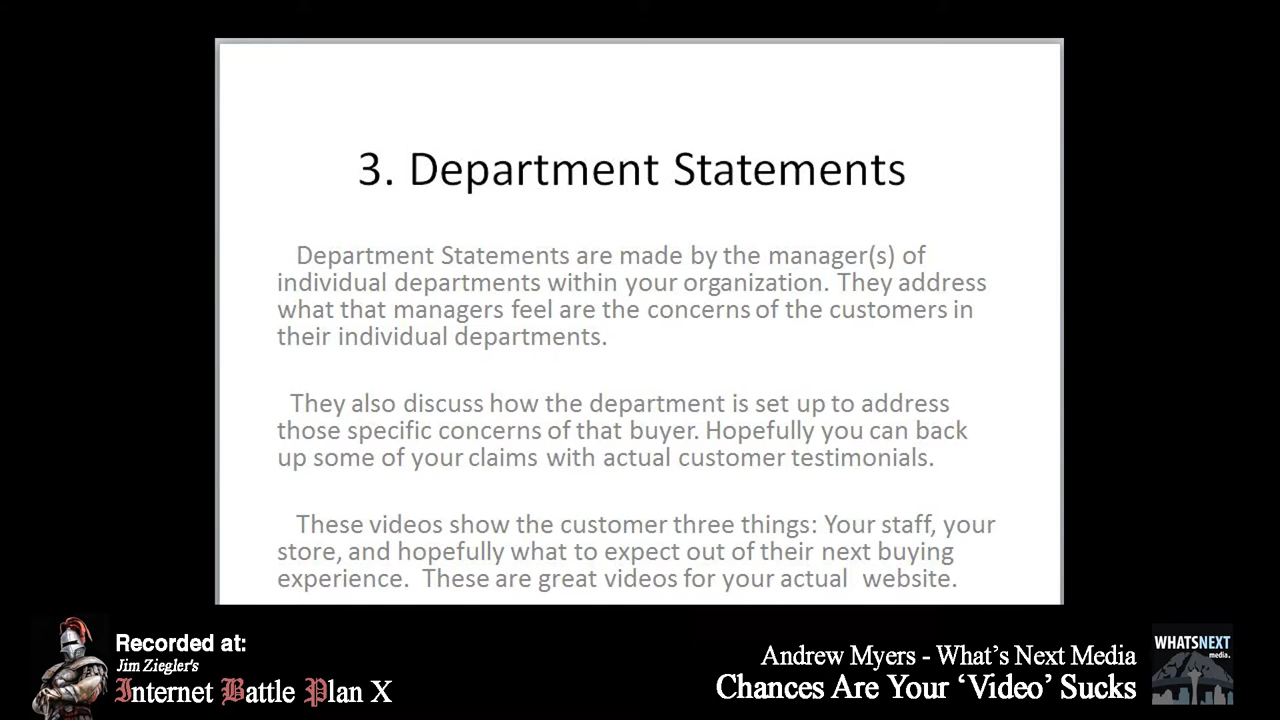 3. Department Statements
Department Statements are made by the manager(s) of
individual departments within your organization. They address
what that managers feel are the concerns of the customers in
their individual departments.
They also discuss how the department is set up to address
those specific concerns of that buyer. Hopefully you can back
up some of your claims with actual customer testimonials.
These videos show the customer three things: Your staff, your
store, and hopefully what to expect out of their next buying
experience. These are great videos for your actual website.
Recorded at:
Jim Ziegler's
Internet Battle Plan X
Andrew Myers - What's Next Media
Chances Are Your ‘Video’ Sucks
WHATSNEXT
media.